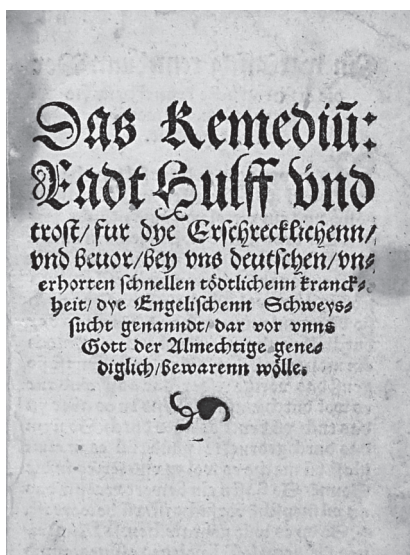 Das Remediū:
Radt Hulff vnd
trost/ fur dye Erschrecklichenn/
vnd beuor/ bey vns deutschen/ vn⸗
erhorten schnellen tödtlichenn kranck⸗
heit/ dye Engelischenn Schweys⸗
sucht genanndt/ dar vor vnns
Gott der Almechtige gene⸗
diglich/ bewarenn wölle.